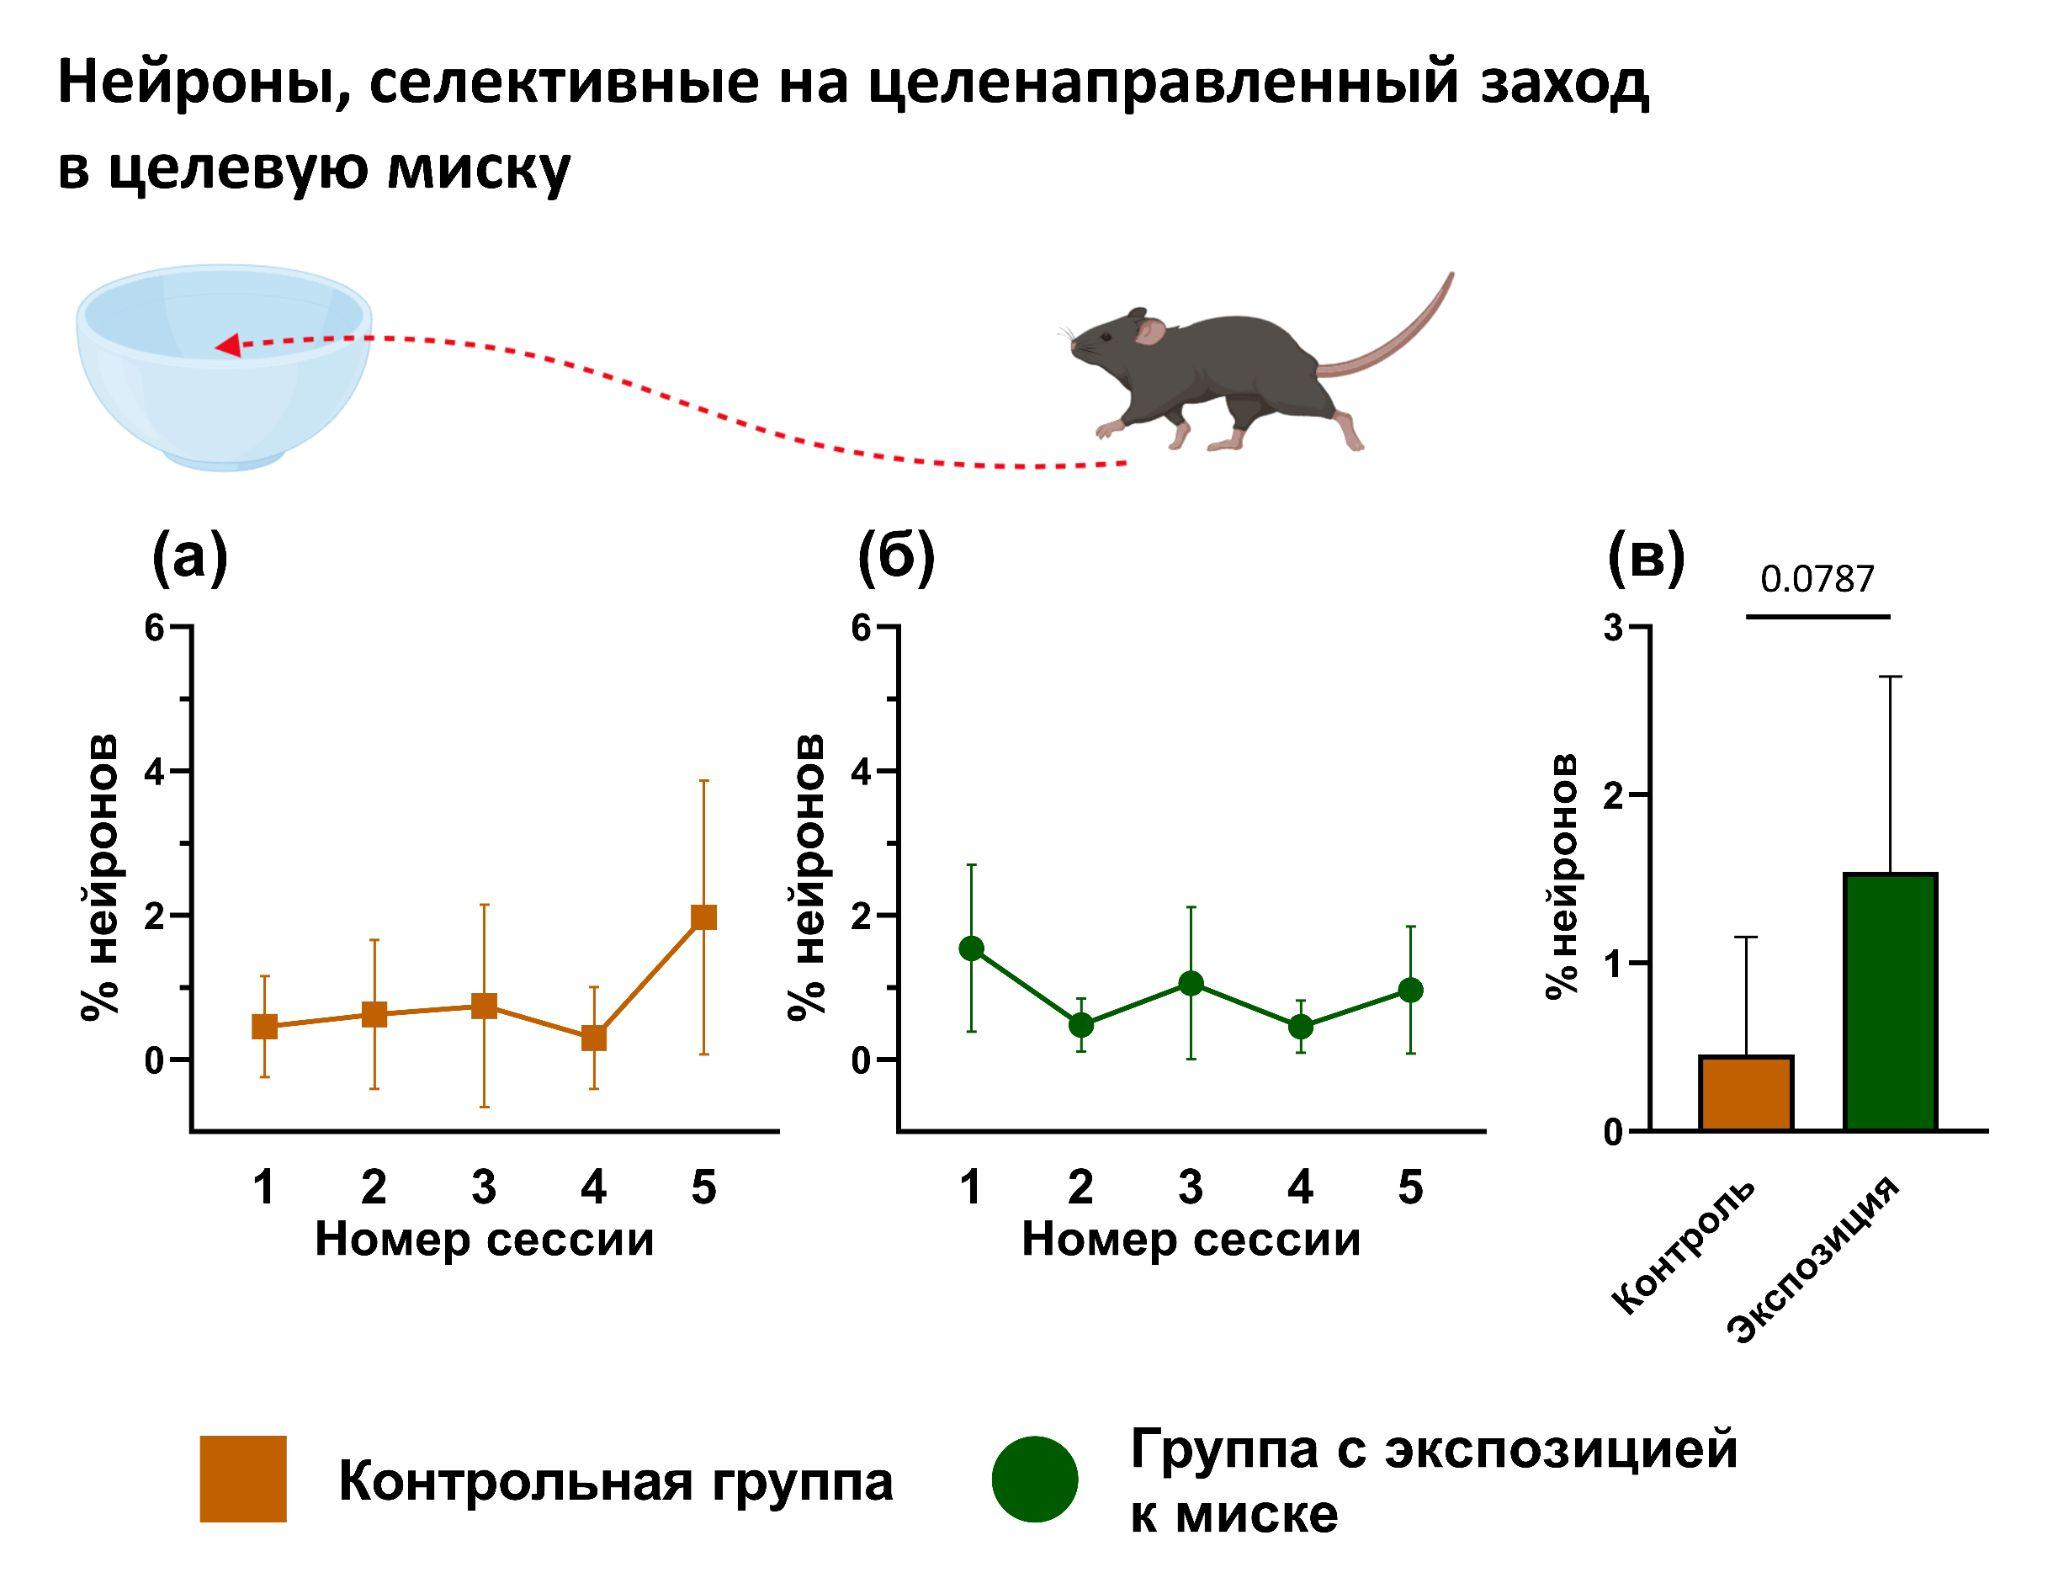 Нейроны, селективные на целенаправленный заход
в целевую миску
(а)
6
4
2
0
% нейронов
1 2 3 4 5
Номер сессии
(б)
6
4
2
0
% нейронов
1 2 3 4 5
Номер сессии
(в)
0.0787
3
2
1
0
% нейронов
Контроль
Экспозиция
Контрольная группа
Группа с экспозицией
к миске